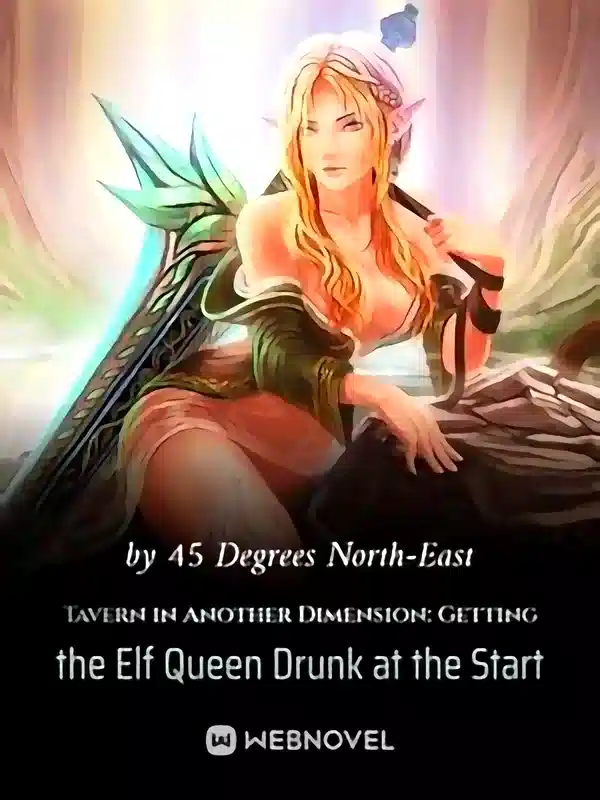 by 45 Degrees North-East
Tavern in Another Dimension: Getting
the Elf Queen Drunk at the Start
WEBNOVEL